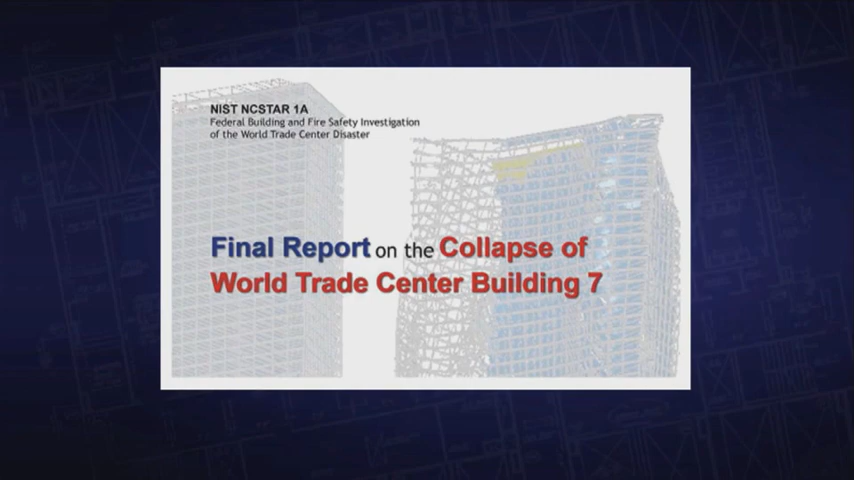 NIST NCSTAR 1A
Federal Building and Fire Safety Investigation
of the World Trade Center Disaster
Final Report on the Collapse of
World Trade Center Building 7